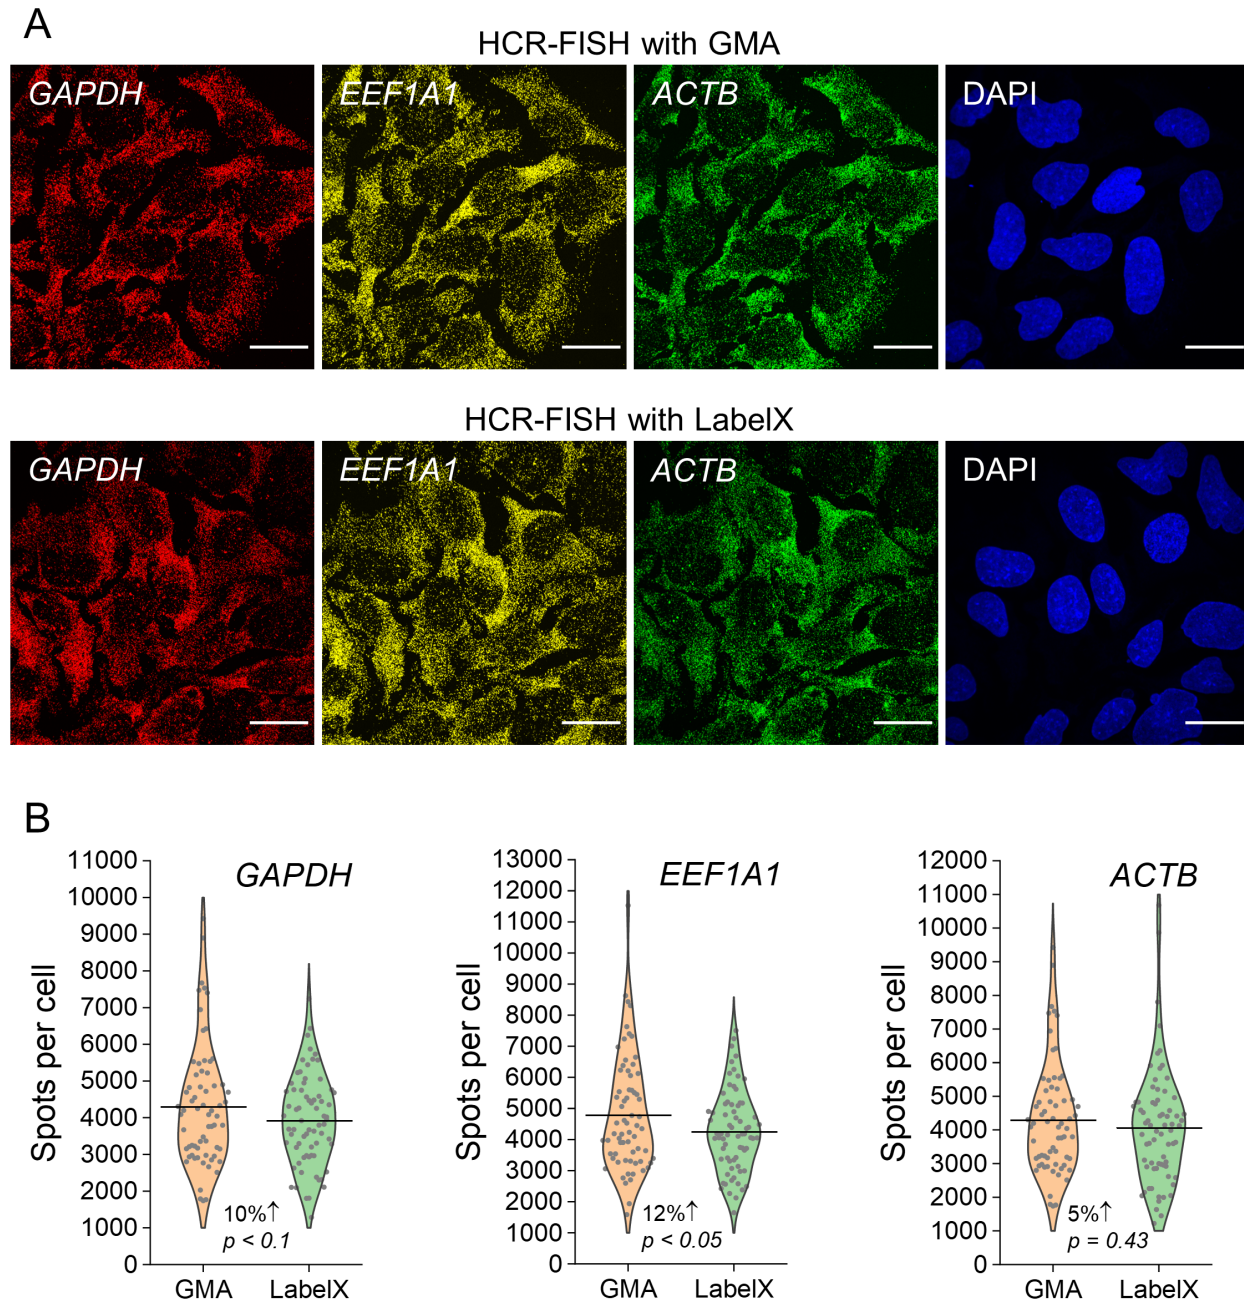 A
HCR-FISH with GMA
GAPDH
EEF1A1
ACTB
DAPI
HCR-FISH with LabelX
GAPDH
EEF1A1
ACTB
DAPI
B
GAPDH
Spots per cell
11000
10000
9000
8000
7000
6000
5000
4000
3000
2000
1000
0
10%↑
p < 0.1
GMA
LabelX
EEF1A1
Spots per cell
13000
12000
11000
10000
9000
8000
7000
6000
5000
4000
3000
2000
1000
0
12%↑
p < 0.05
GMA
LabelX
ACTB
Spots per cell
12000
11000
10000
9000
8000
7000
6000
5000
4000
3000
2000
1000
0
5%↑
p = 0.43
GMA
LabelX